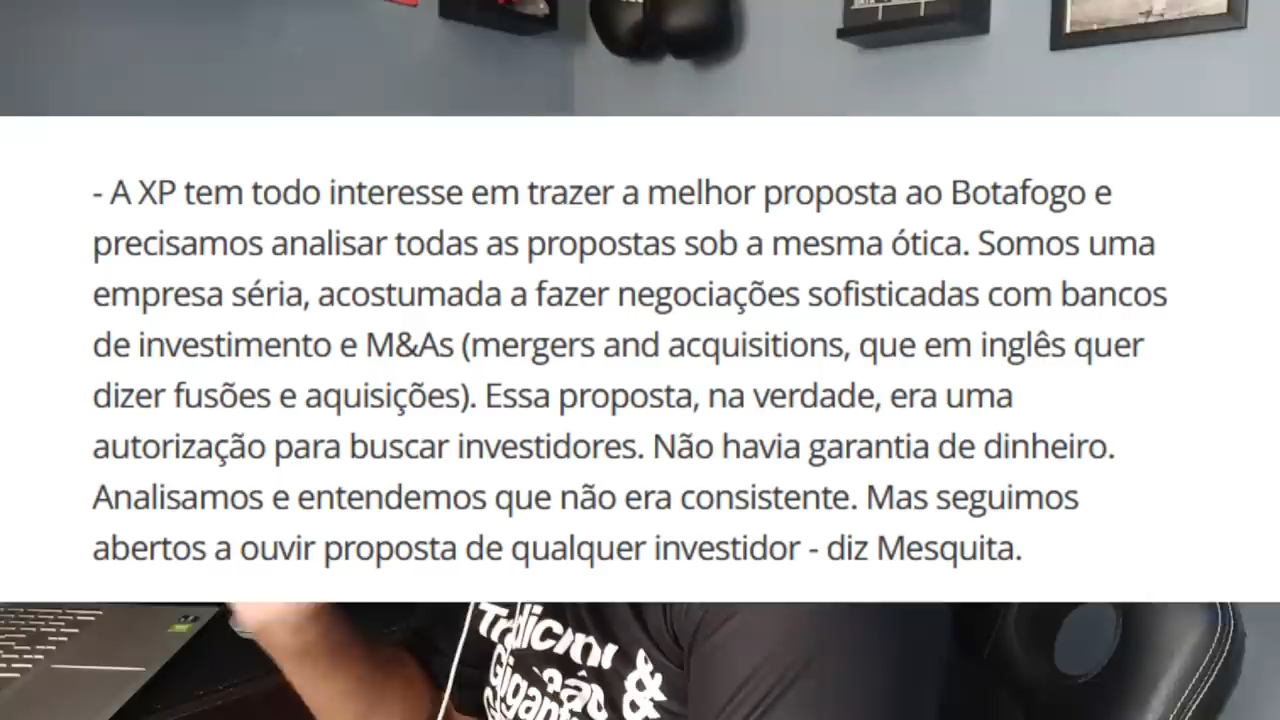 - A XP tem todo interesse em trazer a melhor proposta ao Botafogo e
precisamos analisar todas as propostas sob a mesma ótica. Somos uma
empresa séria, acostumada a fazer negociações sofisticadas com bancos
de investimento e M&As (mergers and acquisitions, que em inglês quer
dizer fusões e aquisições). Essa proposta, na verdade, era uma
autorização para buscar investidores. Não havia garantia de dinheiro.
Analisamos e entendemos que não era consistente. Mas seguimos
abertos a ouvir proposta de qualquer investidor - diz Mesquita.
&